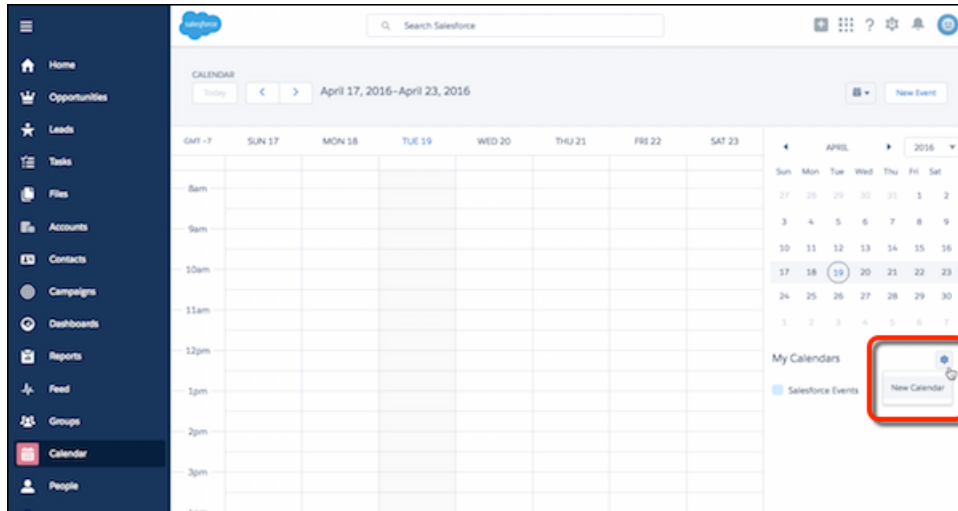 salesforce
Search Salesforce
?
Home
Opportunities
Leads
Tasks
Files
Accounts
Contacts
Campaigns
Dashboards
Reports
Feed
Groups
Calendar
People
CALENDAR
Today
April 17, 2016–April 23, 2016
New Event
GMT -7 SUN 17 MON 18 TUE 19 WED 20 THU 21 FRI 22 SAT 23
8am
9am
10am
11am
12pm
1pm
2pm
3pm
APRIL 2016
Sun Mon Tue Wed Thu Fri Sat
27 28 29 30 31 1 2
3 4 5 6 7 8 9
10 11 12 13 14 15 16
17 18 19 20 21 22 23
24 25 26 27 28 29 30
1 2 3 4 5 6 7
My Calendars
Salesforce Events
New Calendar